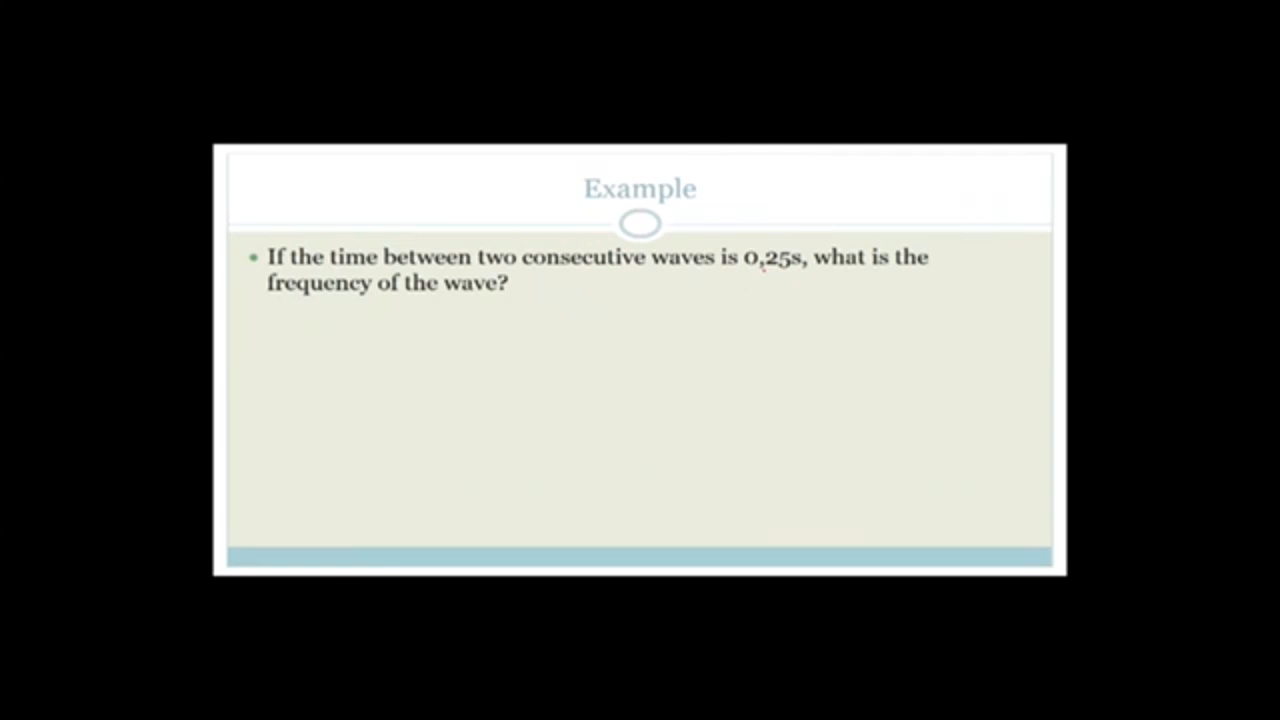 Example
• If the time between two consecutive waves is 0,25s, what is the
frequency of the wave?